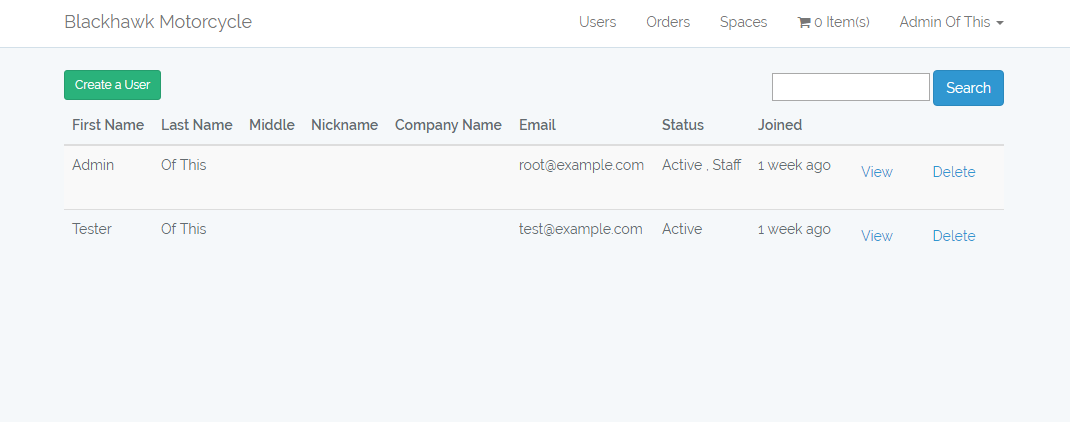 Blackhawk Motorcycle Users Orders Spaces 0 Item(s) Admin Of This
Create a User Search
First Name Last Name Middle Nickname Company Name Email Status Joined
Admin Of This root@example.com Active , Staff 1 week ago View Delete
Tester Of This test@example.com Active 1 week ago View Delete